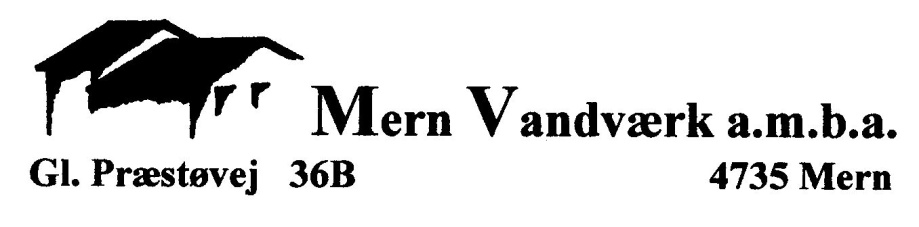 Mern Vandværk a.m.b.a.
Gl. Præstøvej 36B 4735 Mern